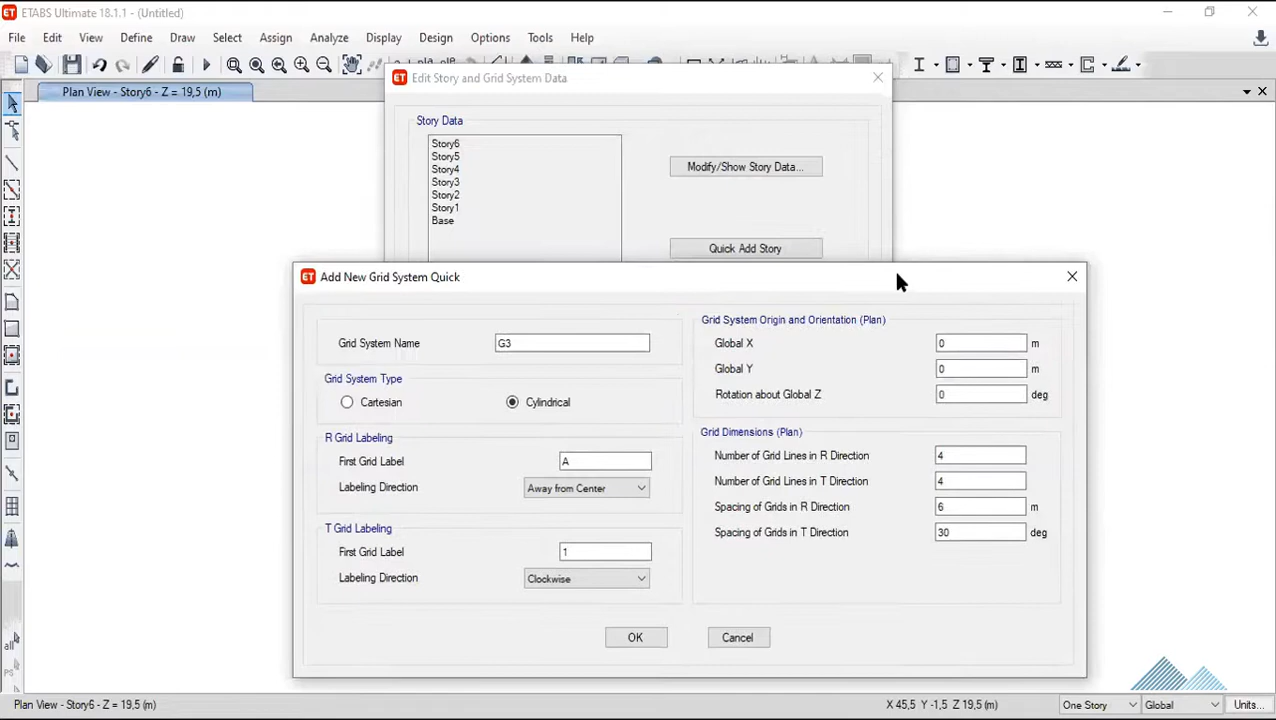 ETABS Ultimate 18.1.1 - (Untitled)
File Edit View Define Draw Select Assign Analyze Display Design Options Tools Help
Plan View - Story6 - Z = 19,5 (m)
Edit Story and Grid System Data
Story Data
Story6
Story5
Story4
Story3
Story2
Story1
Base
Modify/Show Story Data...
Quick Add Story
Add New Grid System Quick
Grid System Name G3
Grid System Type
Cartesian Cylindrical
R Grid Labeling
First Grid Label A
Labeling Direction Away from Center
T Grid Labeling
First Grid Label 1
Labeling Direction Clockwise
Grid System Origin and Orientation (Plan)
Global X 0 m
Global Y 0 m
Rotation about Global Z 0 deg
Grid Dimensions (Plan)
Number of Grid Lines in R Direction 4
Number of Grid Lines in T Direction 4
Spacing of Grids in R Direction 6 m
Spacing of Grids in T Direction 30 deg
OK Cancel
all
PS
Plan View - Story6 - Z = 19,5 (m) X 45,5 Y -1,5 Z 19,5 (m) One Story Global Units...